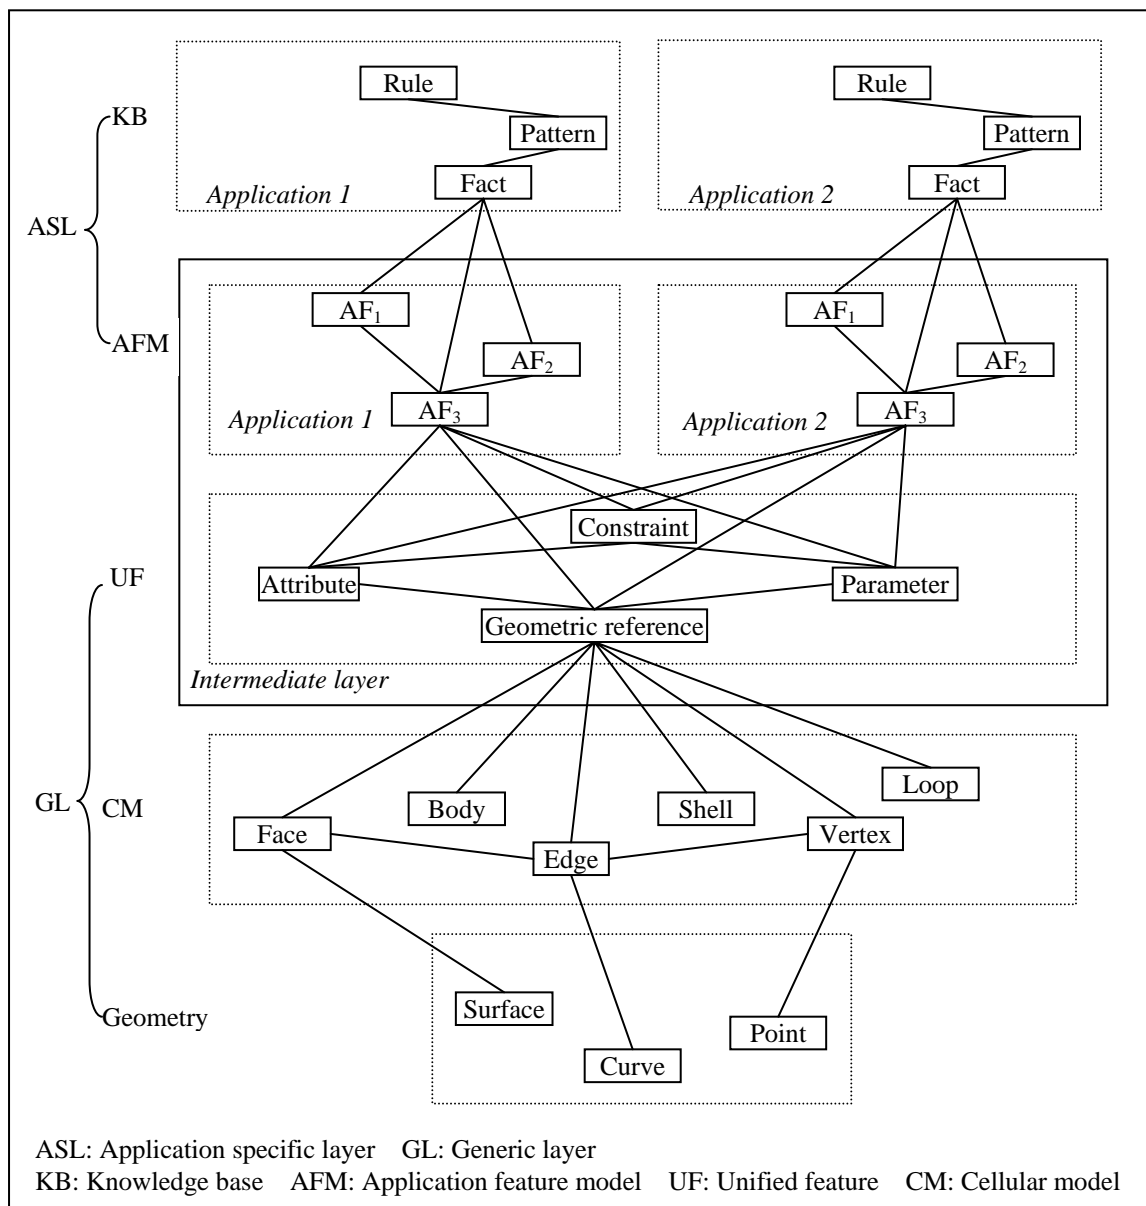 Rule
Rule
KB
Pattern
Pattern
Fact
Fact
Application 1
Application 2
ASL
AF1
AF1
AFM
AF2
AF2
AF3
AF3
Application 1
Application 2
Constraint
UF
Attribute
Parameter
Geometric reference
Intermediate layer
Loop
GL
CM
Body
Shell
Face
Vertex
Edge
Surface
Geometry
Point
Curve
ASL: Application specific layer GL: Generic layer
KB: Knowledge base AFM: Application feature model UF: Unified feature CM: Cellular model